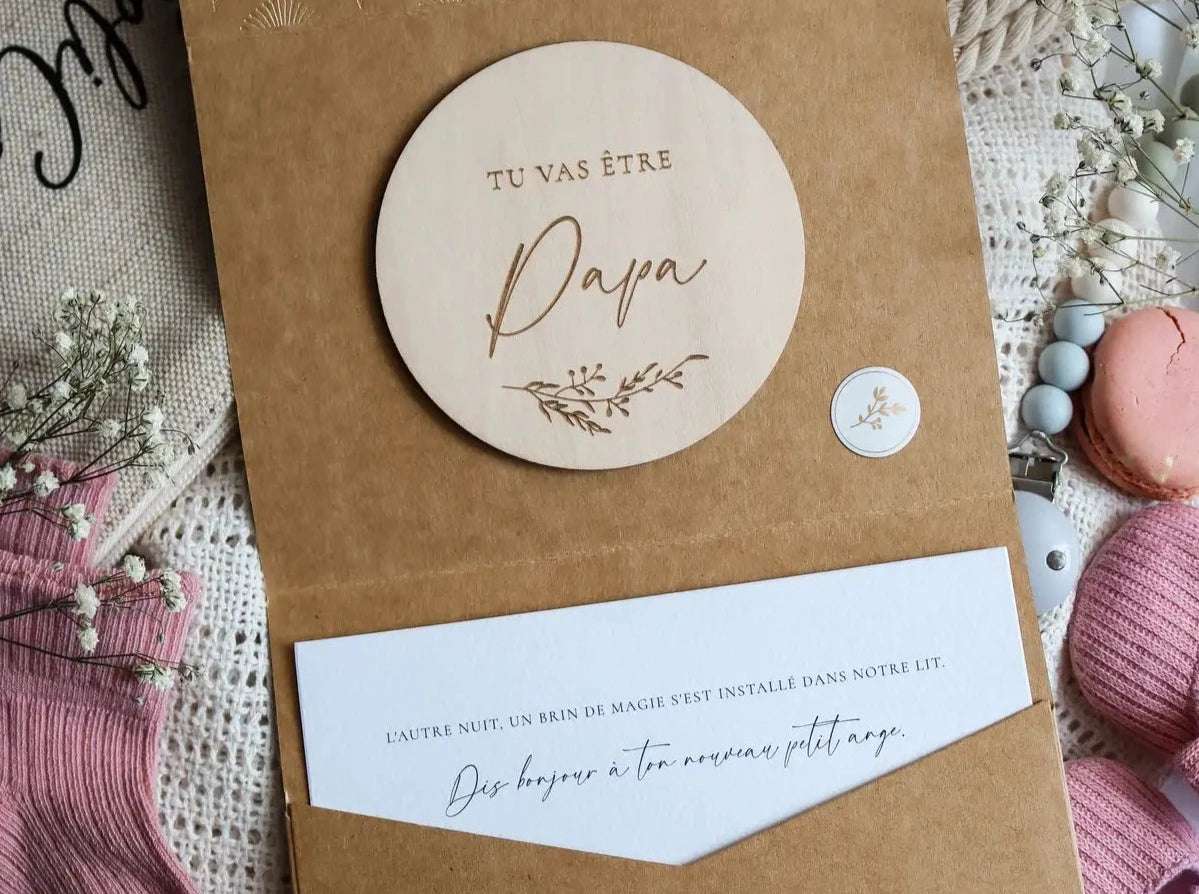 TU VAS ÊTRE
Papa
L'AUTRE NUIT, UN BRIN DE MAGIE S'EST INSTALLÉ DANS NOTRE LIT.
Dis bonjour à ton nouveau petit ange.